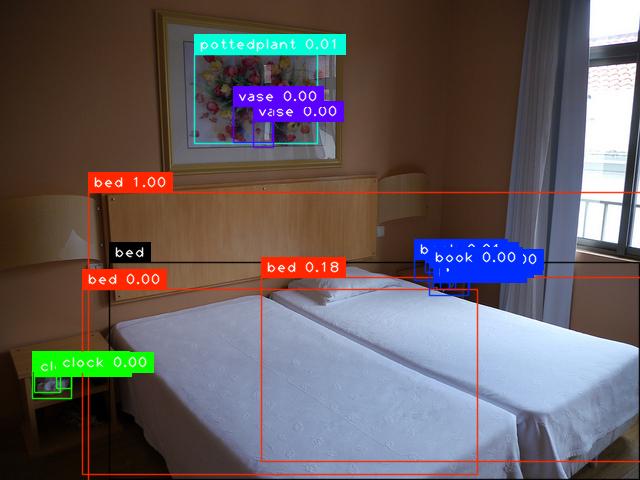 pottedplant 0.01
vase 0.00
vase 0.00
bed 1.00
bed
bed 0.18
bed 0.00
book 0.00
00
clock 0.00